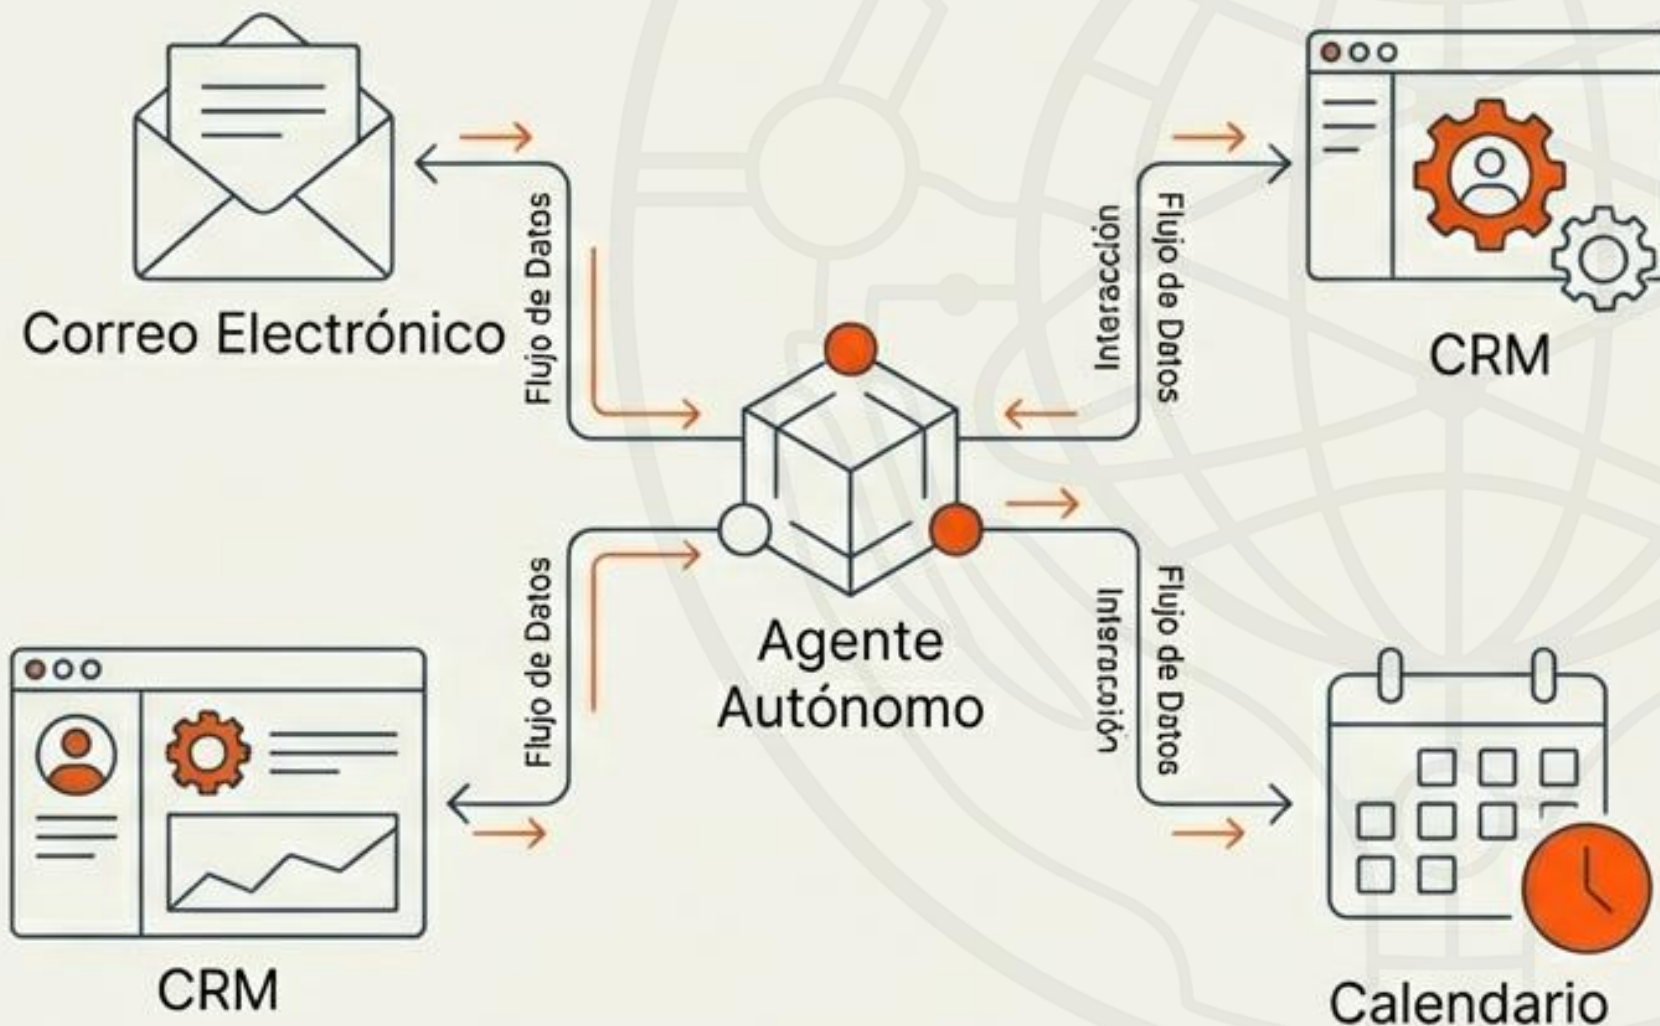 Correo Electrónico
Flujo de Datos
Interacción
Flujo de Datos
CRM
Flujo de Datos
Agente
Autónomo
Flujo de Datos
CRM
Calendario